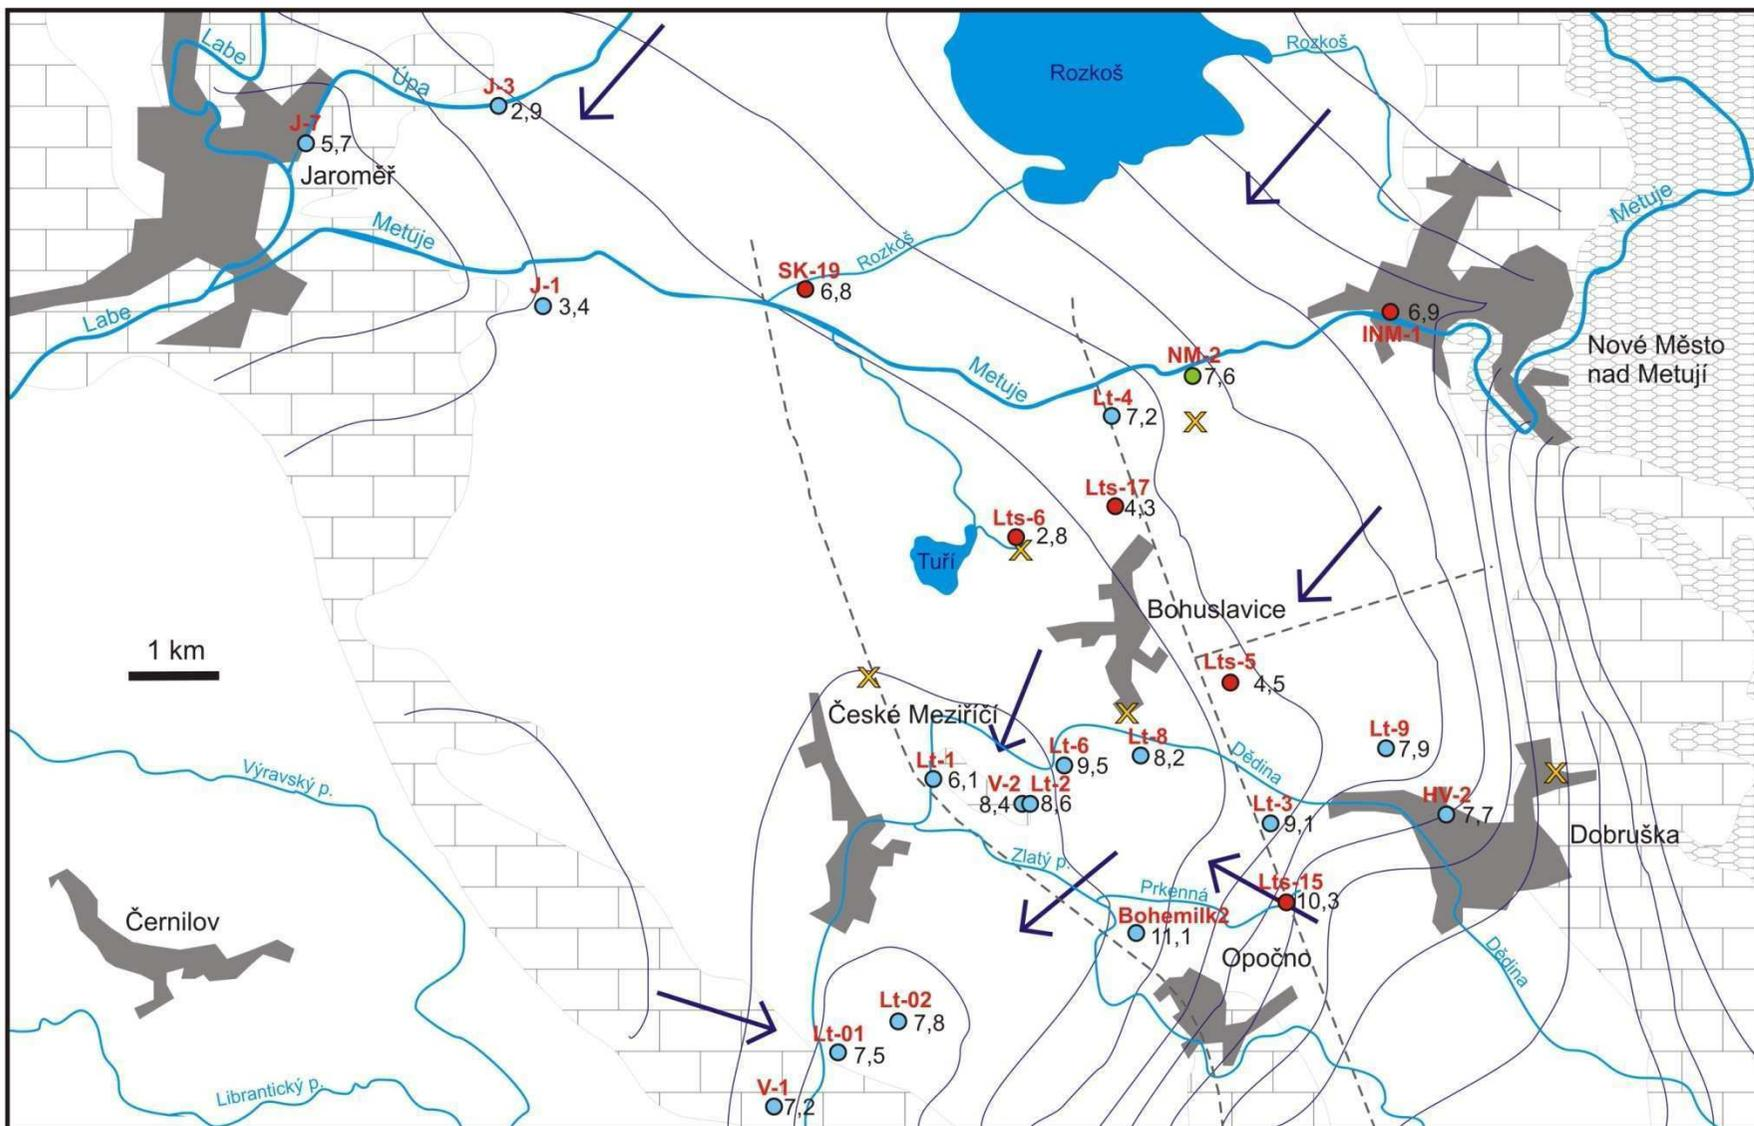 Labe
Úpa
J-3
2,9
J-7
5,7
Jaroměř
Metuje
J-1
3,4
Labe
Rozkoš
Rozkoš
Rozkoš
SK-19
6,8
Metuje
Metuje
INM-1
6,9
Nové Město
nad Metují
NM-2
7,6
Lt-4
7,2
X
Lts-17
4,3
Lts-6
2,8
X
Tuří
Bohuslavice
1 km
Lts-5
4,5
X
České Meziříčí
X
Lt-1
6,1
Lt-6
9,5
Lt-8
8,2
Dědina
Lt-9
7,9
X
V-2
8,4
Lt-2
8,6
Lt-3
9,1
HV-2
7,7
Dobruška
Výravský p.
Zlatý p.
Prkenná
Lts-15
10,3
Bohemilk2
11,1
Opočno
Dědina
Černilov
Lt-02
7,8
Lt-01
7,5
V-1
7,2
Librantický p.